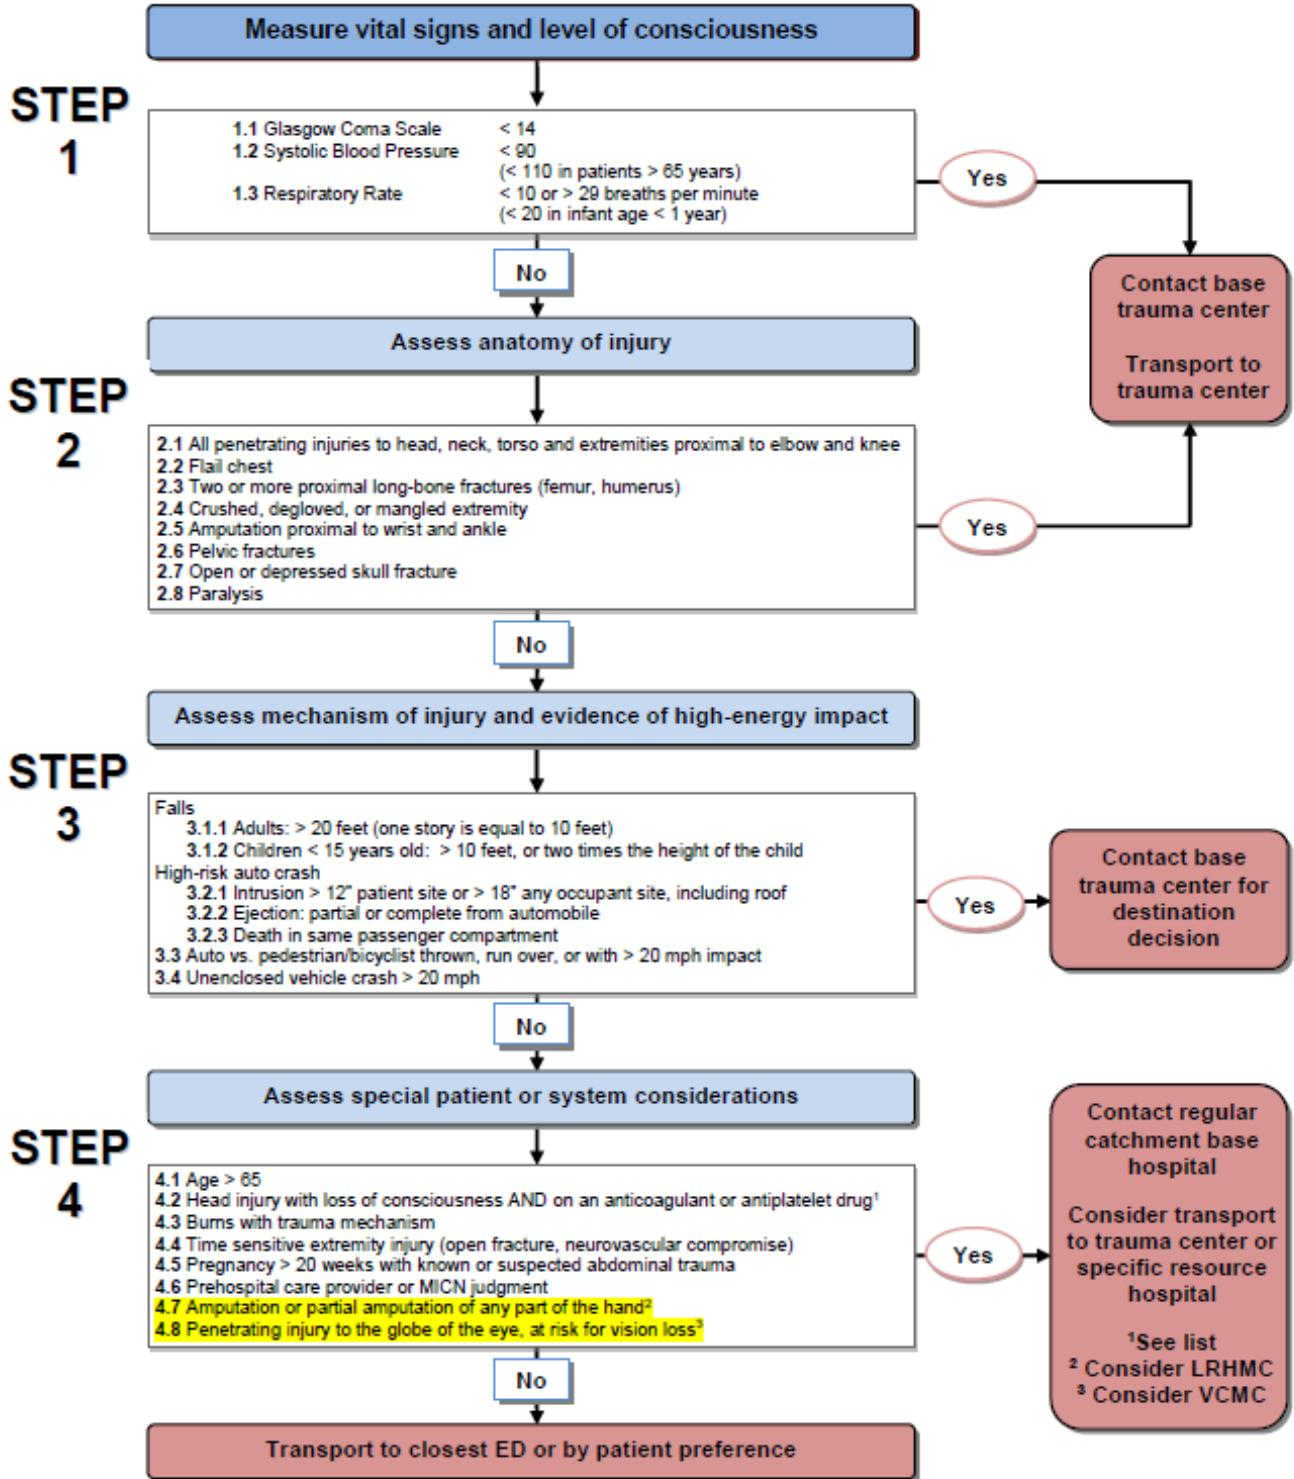 Measure vital signs and level of consciousness
STEP
1
1.1 Glasgow Coma Scale < 14
1.2 Systolic Blood Pressure < 90
(< 110 in patients > 65 years)
1.3 Respiratory Rate < 10 or > 29 breaths per minute
(< 20 in infant age < 1 year)
Yes
No
Contact base
trauma center
Transport to
trauma center
Assess anatomy of injury
STEP
2
2.1 All penetrating injuries to head, neck, torso and extremities proximal to elbow and knee
2.2 Flail chest
2.3 Two or more proximal long-bone fractures (femur, humerus)
2.4 Crushed, degloved, or mangled extremity
2.5 Amputation proximal to wrist and ankle
2.6 Pelvic fractures
2.7 Open or depressed skull fracture
2.8 Paralysis
Yes
No
Assess mechanism of injury and evidence of high-energy impact
STEP
3
Falls
3.1.1 Adults: > 20 feet (one story is equal to 10 feet)
3.1.2 Children < 15 years old: > 10 feet, or two times the height of the child
High-risk auto crash
3.2.1 Intrusion > 12" patient site or > 18" any occupant site, including roof
3.2.2 Ejection: partial or complete from automobile
3.2.3 Death in same passenger compartment
3.3 Auto vs. pedestrian/bicyclist thrown, run over, or with > 20 mph impact
3.4 Unenclosed vehicle crash > 20 mph
Yes
Contact base
trauma center for
destination
decision
No
Assess special patient or system considerations
STEP
4
4.1 Age > 65
4.2 Head injury with loss of consciousness AND on an anticoagulant or antiplatelet drug¹
4.3 Burns with trauma mechanism
4.4 Time sensitive extremity injury (open fracture, neurovascular compromise)
4.5 Pregnancy > 20 weeks with known or suspected abdominal trauma
4.6 Prehospital care provider or MICN judgment
4.7 Amputation or partial amputation of any part of the hand²
4.8 Penetrating injury to the globe of the eye, at risk for vision loss³
Yes
Contact regular
catchment base
hospital
Consider transport
to trauma center or
specific resource
hospital
¹See list
² Consider LRHMC
³ Consider VCMC
No
Transport to closest ED or by patient preference